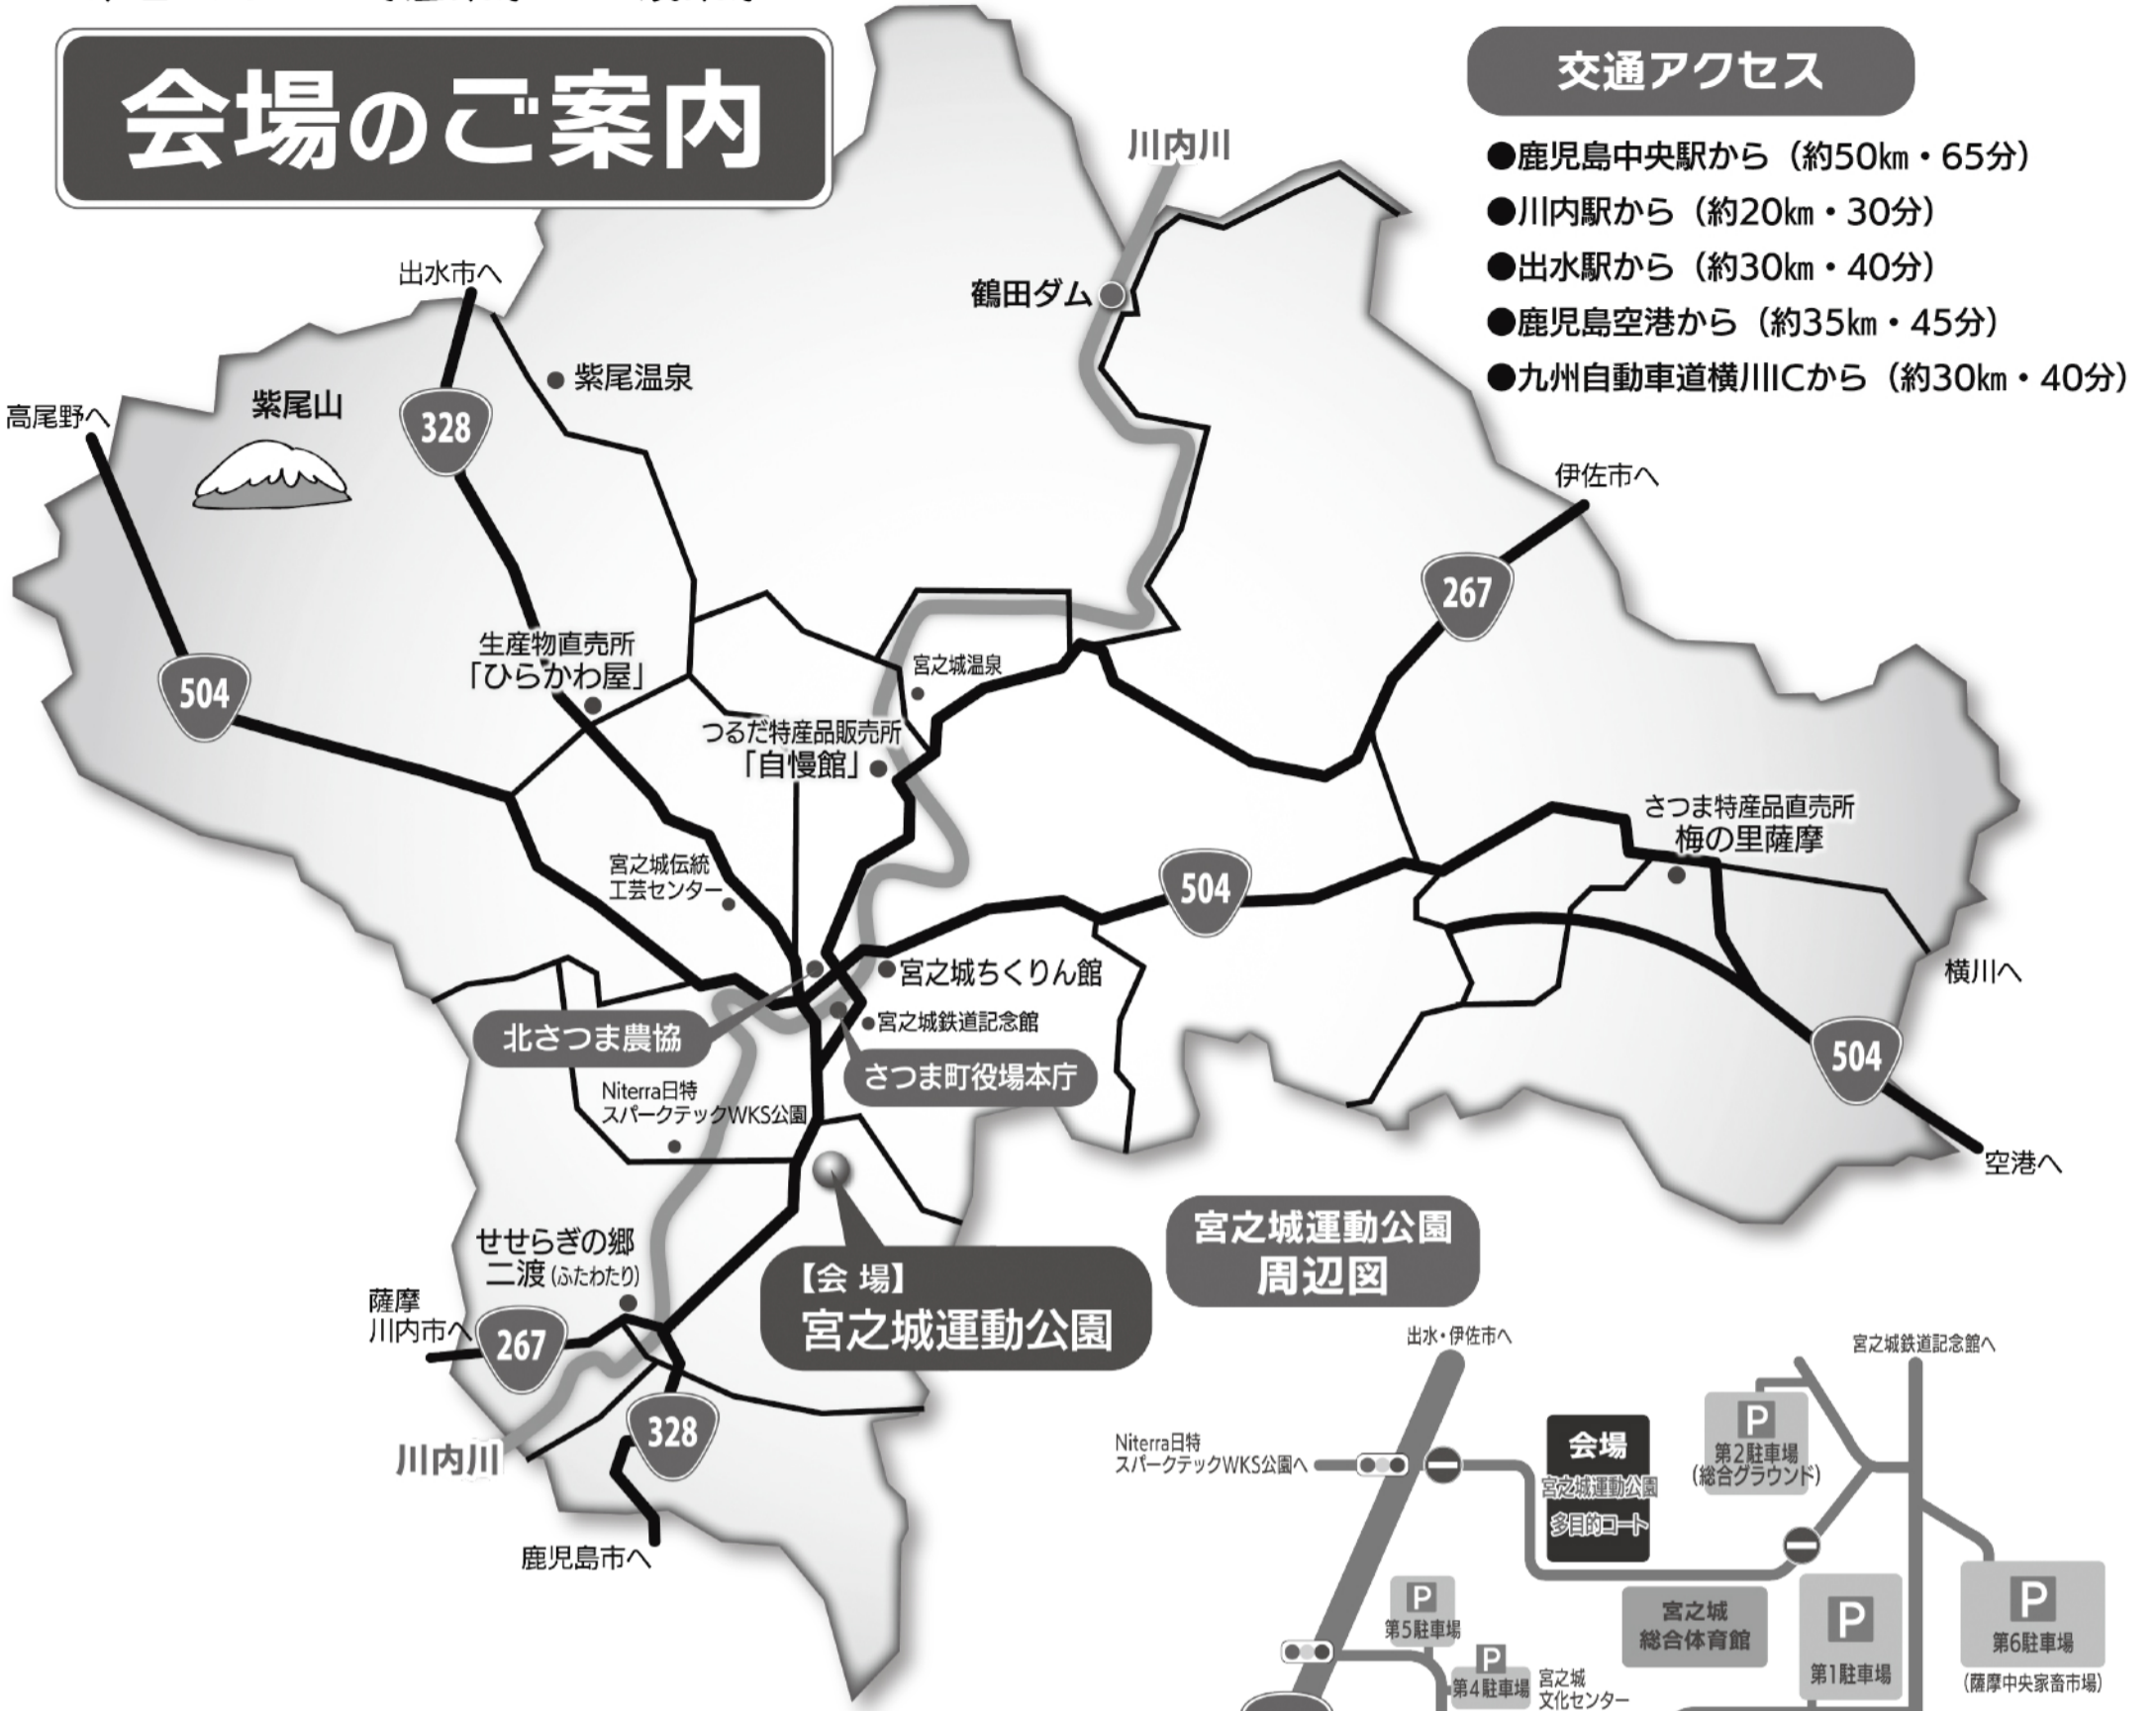 会場のご案内
交通アクセス
●鹿児島中央駅から（約50㎞・65分）
●川内駅から（約20㎞・30分）
●出水駅から（約30㎞・40分）
●鹿児島空港から（約35㎞・45分）
●九州自動車道横川ICから（約30㎞・40分）
川内川
鶴田ダム
出水市へ
紫尾温泉
高尾野へ
紫尾山
328
伊佐市へ
267
504
生産物直売所
「ひらかわ屋」
宮之城温泉
つるだ特産品販売所
「自慢館」
さつま特産品直売所
梅の里薩摩
宮之城伝統
工芸センター
504
宮之城ちくりん館
横川へ
北さつま農協
宮之城鉄道記念館
さつま町役場本庁
504
Niterra日特
スパークテックWKS公園
空港へ
せせらぎの郷
二渡(ふたわたり)
薩摩
川内市へ
267
【会 場】
宮之城運動公園
328
川内川
鹿児島市へ
宮之城運動公園
周辺図
出水・伊佐市へ
宮之城鉄道記念館へ
Niterra日特
スパークテックWKS公園へ
会場
宮之城運動公園
多目的コート
P
第2駐車場
(総合グラウンド)
P
第5駐車場
宮之城
総合体育館
P
第1駐車場
P
第6駐車場
(薩摩中央家畜市場)
P
第4駐車場
宮之城
文化センター